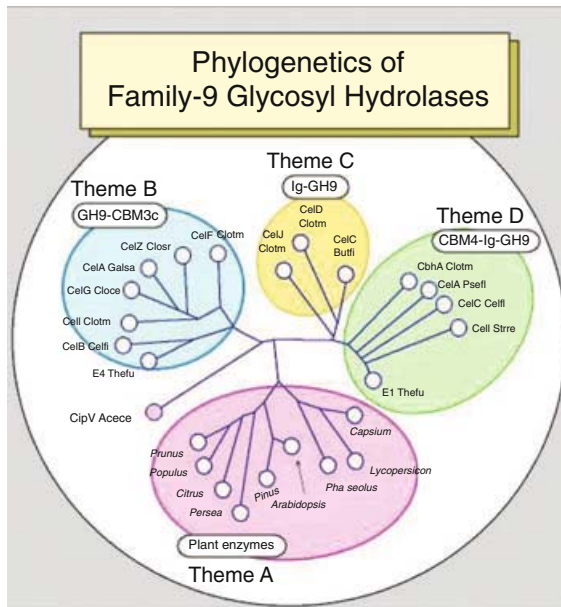 Phylogenetics of
Family-9 Glycosyl Hydrolases
Theme B
GH9-CBM3c
CelZ Closr
CelF Clotm
CelA Galsa
CelG Cloce
Cell Clotm
CelB Celfi
E4 Thefu
CipV Acece
Theme C
Ig-GH9
CelD
Clotm
CelJ
Clotm
CelC
Butfi
Theme D
CBM4-Ig-GH9
CbhA Clotm
CelA Psefl
CelC Celfl
Cell Strre
E1 Thefu
Capsium
Lycopersicon
Pha seolus
Arabidopsis
Pinus
Persea
Citrus
Populus
Prunus
Plant enzymes
Theme A